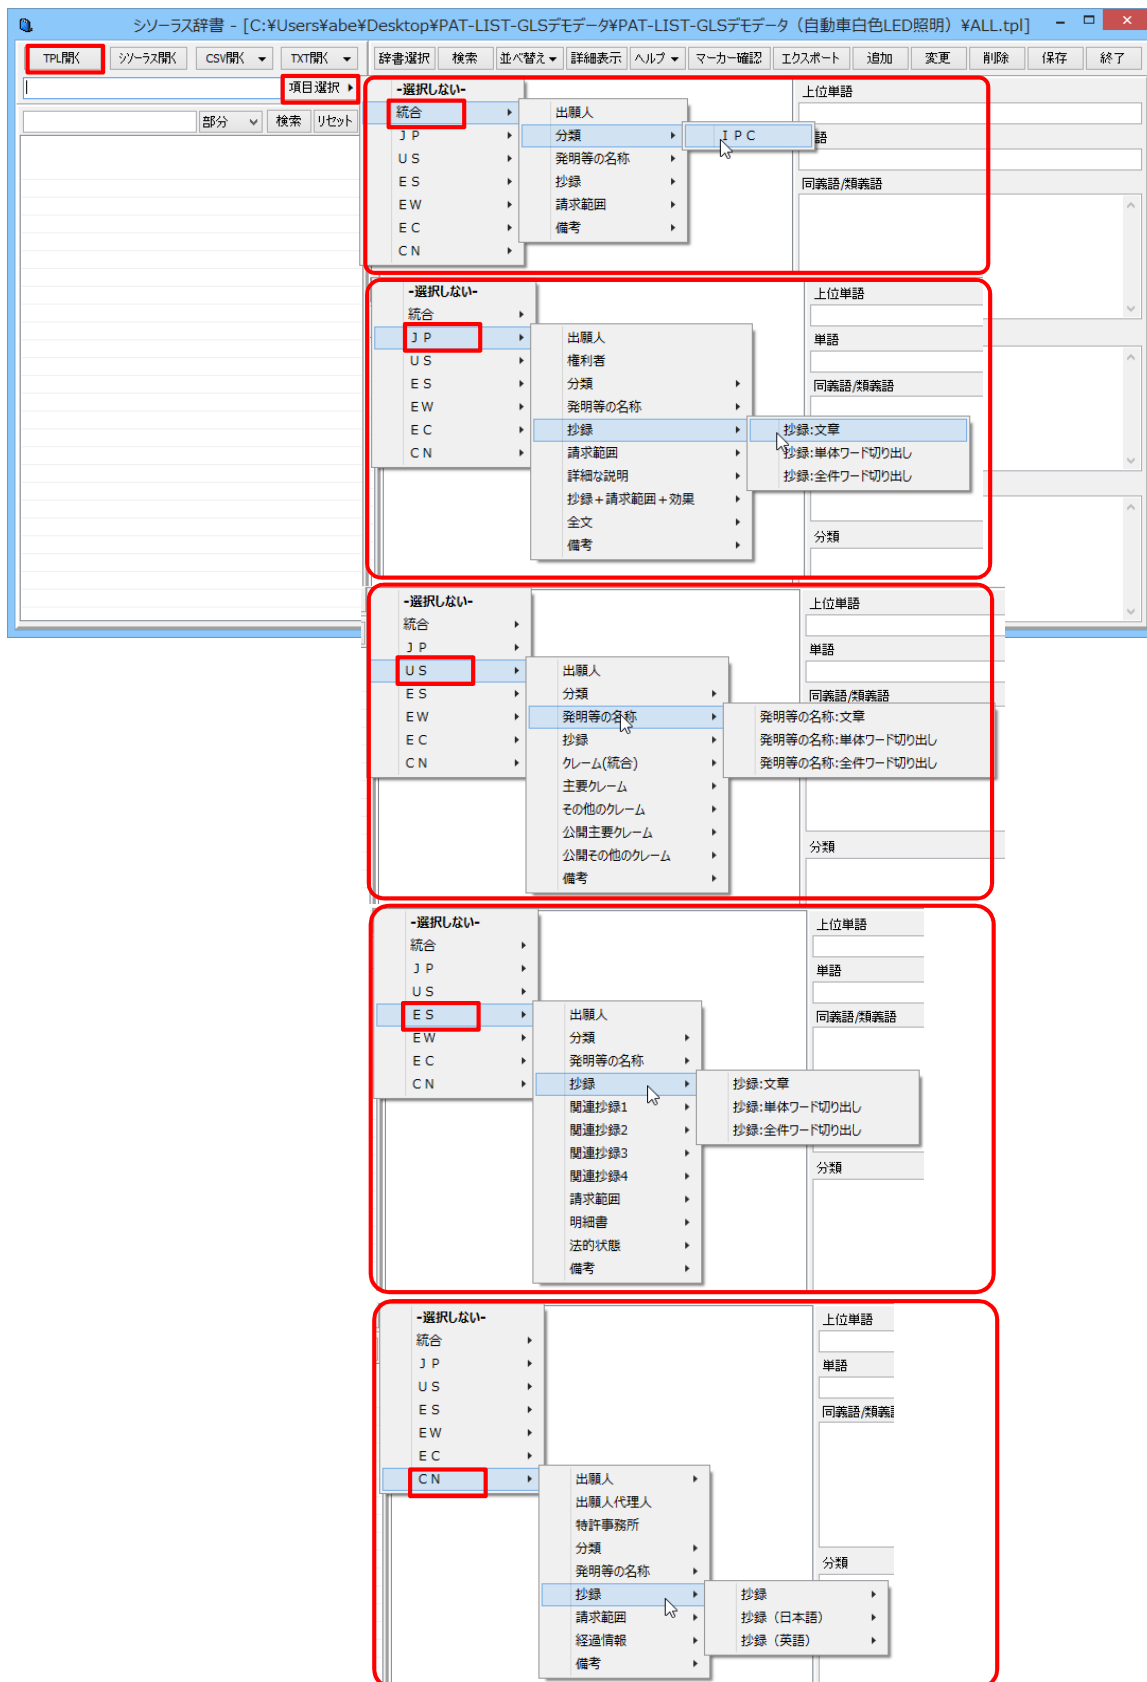 シソーラス辞書 - [C:¥Users¥abe¥Desktop¥PAT-LIST-GLSデモデータ¥PAT-LIST-GLSデモデータ（自動車白色LED照明）¥ALL.tpl]
TPL開く シソーラス開く CSV開く TXT開く 辞書選択 検索 並べ替え 詳細表示 ヘルプ マーカー確認 エクスポート 追加 変更 削除 保存 終了
項目選択
部分 検索 リセット
-選択しない-
統合
ＪＰ
ＵＳ
ＥＳ
ＥＷ
ＥＣ
ＣＮ
出願人
分類
発明等の名称
抄録
請求範囲
備考
ＩＰＣ
上位単語
語
同義語/類義語
-選択しない-
統合
ＪＰ
ＵＳ
ＥＳ
ＥＷ
ＥＣ
ＣＮ
出願人
権利者
分類
発明等の名称
抄録
請求範囲
詳細な説明
抄録＋請求範囲＋効果
全文
備考
抄録:文章
抄録:単体ワード切り出し
抄録:全件ワード切り出し
上位単語
単語
同義語/類義語
分類
-選択しない-
統合
ＪＰ
ＵＳ
ＥＳ
ＥＷ
ＥＣ
ＣＮ
出願人
分類
発明等の名称
抄録
クレーム(統合)
主要クレーム
その他のクレーム
公開主要クレーム
公開その他のクレーム
備考
発明等の名称:文章
発明等の名称:単体ワード切り出し
発明等の名称:全件ワード切り出し
上位単語
単語
同義語/類義語
分類
-選択しない-
統合
ＪＰ
ＵＳ
ＥＳ
ＥＷ
ＥＣ
ＣＮ
出願人
分類
発明等の名称
抄録
関連抄録1
関連抄録2
関連抄録3
関連抄録4
請求範囲
明細書
法的状態
備考
抄録:文章
抄録:単体ワード切り出し
抄録:全件ワード切り出し
上位単語
単語
同義語/類義語
分類
-選択しない-
統合
ＪＰ
ＵＳ
ＥＳ
ＥＷ
ＥＣ
ＣＮ
出願人
出願人代理人
特許事務所
分類
発明等の名称
抄録
請求範囲
経過情報
備考
抄録
抄録（日本語）
抄録（英語）
上位単語
単語
同義語/類義語
分類